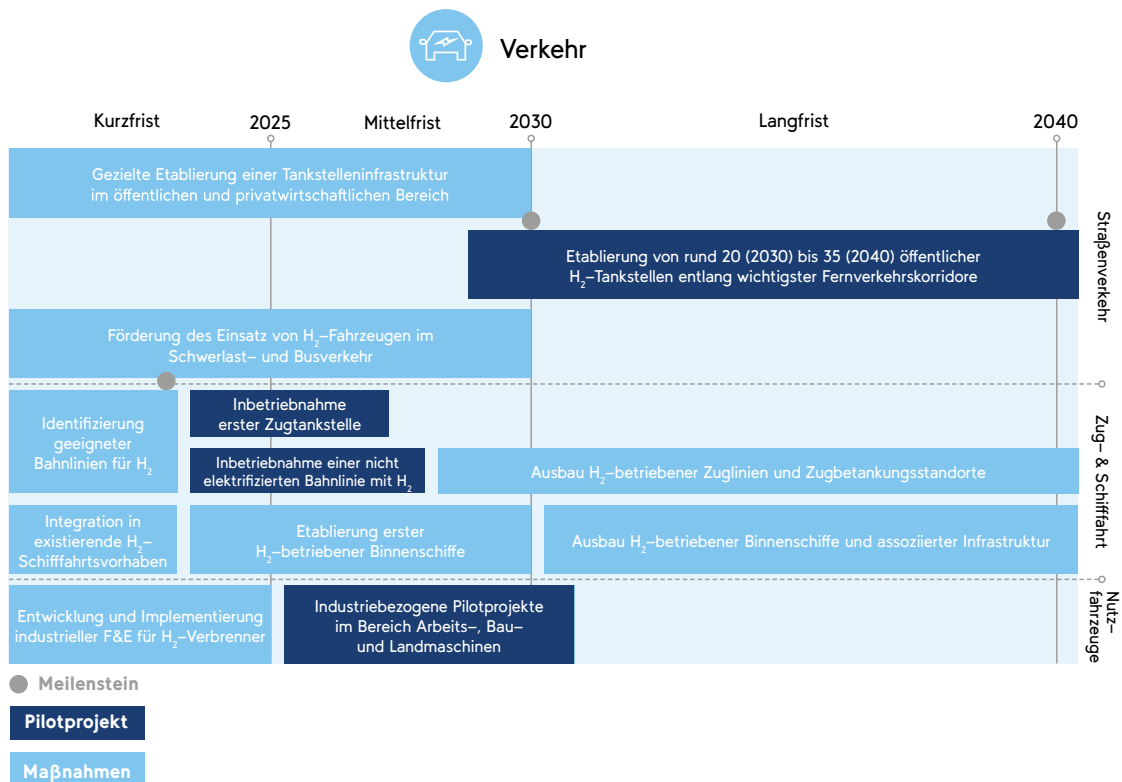 Verkehr
Kurzfrist
2025
Mittelfrist
2030
Langfrist
2040
Gezielte Etablierung einer Tankstelleninfrastruktur
im öffentlichen und privatwirtschaftlichen Bereich
Etablierung von rund 20 (2030) bis 35 (2040) öffentlicher
H₂–Tankstellen entlang wichtigster Fernverkehrskorridore
Förderung des Einsatz von H₂–Fahrzeugen im
Schwerlast– und Busverkehr
Straßenverkehr
Identifizierung
geeigneter
Bahnlinien für H₂
Inbetriebnahme
erster Zugtankstelle
Inbetriebnahme einer nicht
elektrifizierten Bahnlinie mit H₂
Ausbau H₂–betriebener Zuglinien und Zugbetankungsstandorte
Integration in
existierende H₂–
Schifffahrtsvorhaben
Etablierung erster
H₂–betriebener Binnenschiffe
Ausbau H₂–betriebener Binnenschiffe und assoziierter Infrastruktur
Zug– & Schifffahrt
Entwicklung und Implementierung
industrieller F&E für H₂–Verbrenner
Industriebezogene Pilotprojekte
im Bereich Arbeits–, Bau–
und Landmaschinen
Nutz–
fahrzeuge
Meilenstein
Pilotprojekt
Maßnahmen